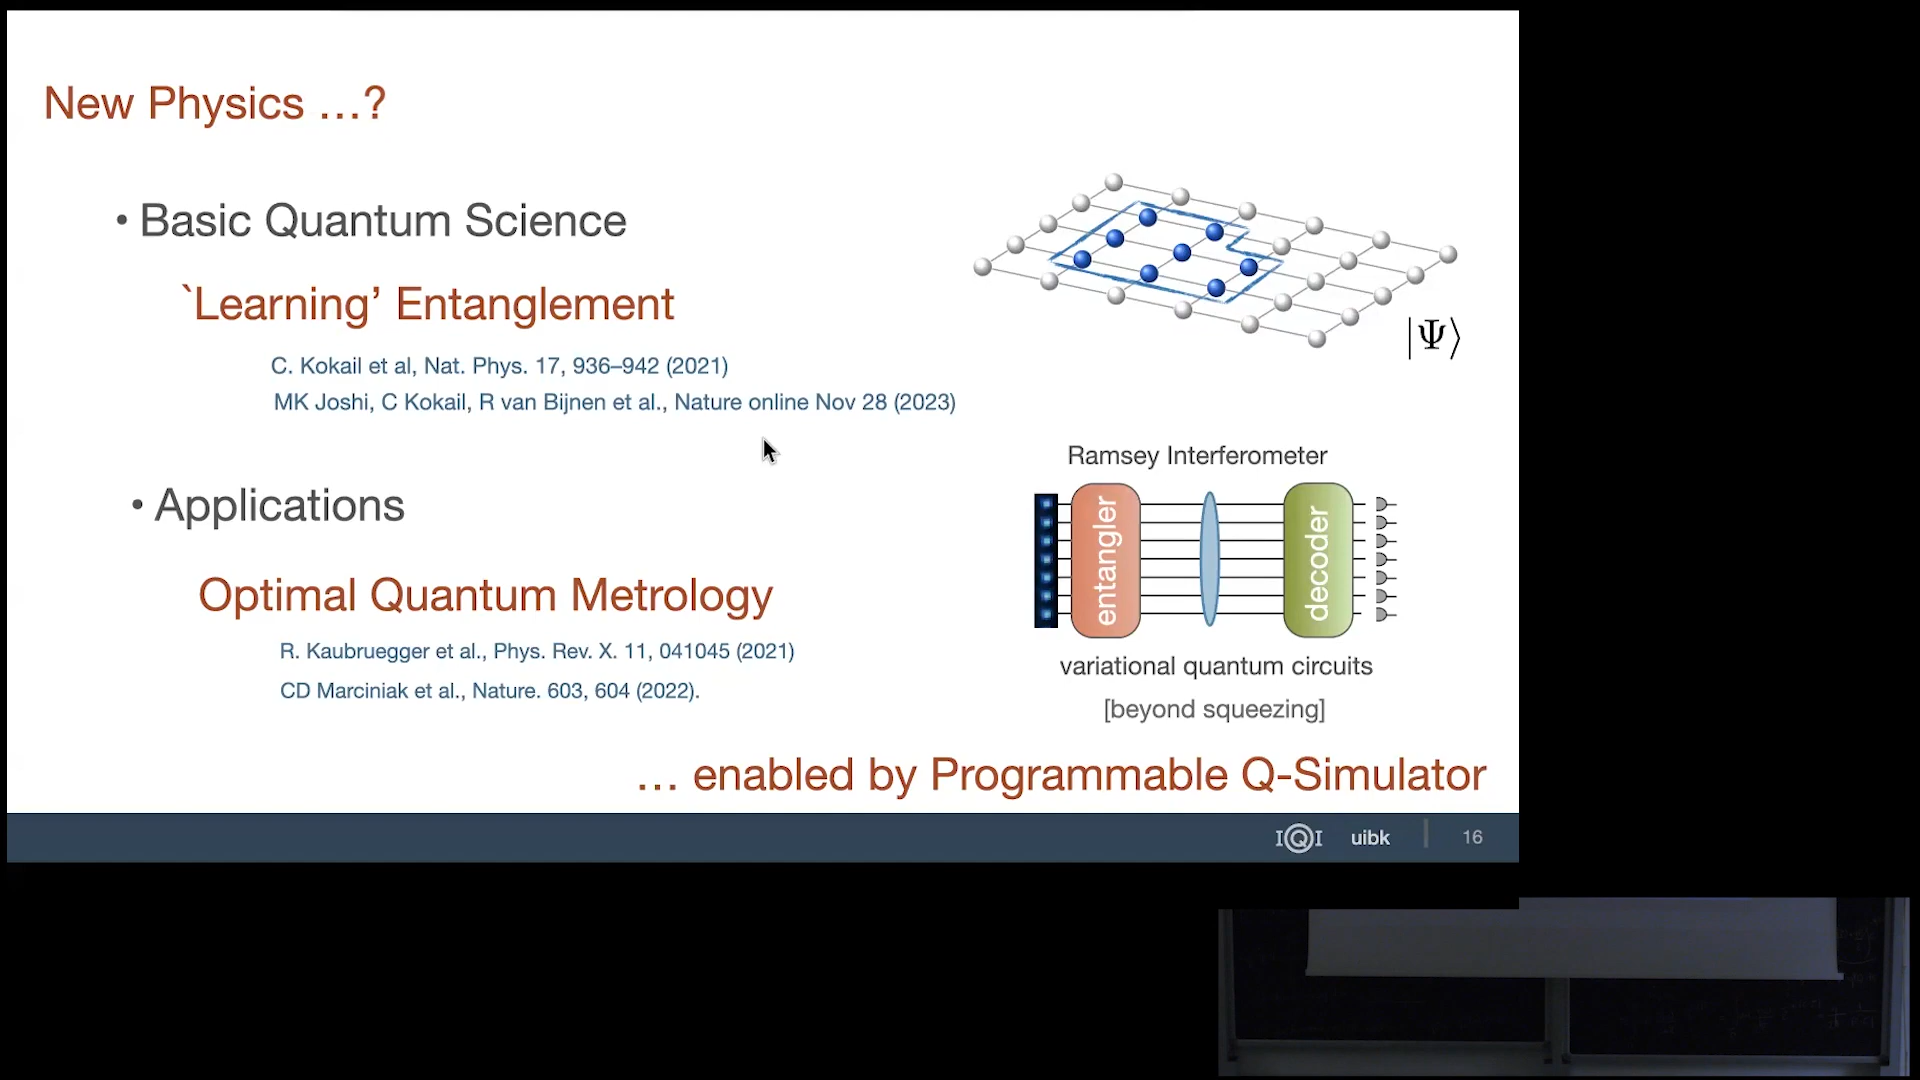 New Physics …?
• Basic Quantum Science
`Learning’ Entanglement
C. Kokail et al, Nat. Phys. 17, 936–942 (2021)
MK Joshi, C Kokail, R van Bijnen et al., Nature online Nov 28 (2023)
|Ψ⟩
• Applications
Optimal Quantum Metrology
R. Kaubruegger et al., Phys. Rev. X. 11, 041045 (2021)
CD Marciniak et al., Nature. 603, 604 (2022).
Ramsey Interferometer
entangler
decoder
variational quantum circuits
[beyond squeezing]
… enabled by Programmable Q-Simulator
IQI uibk | 16